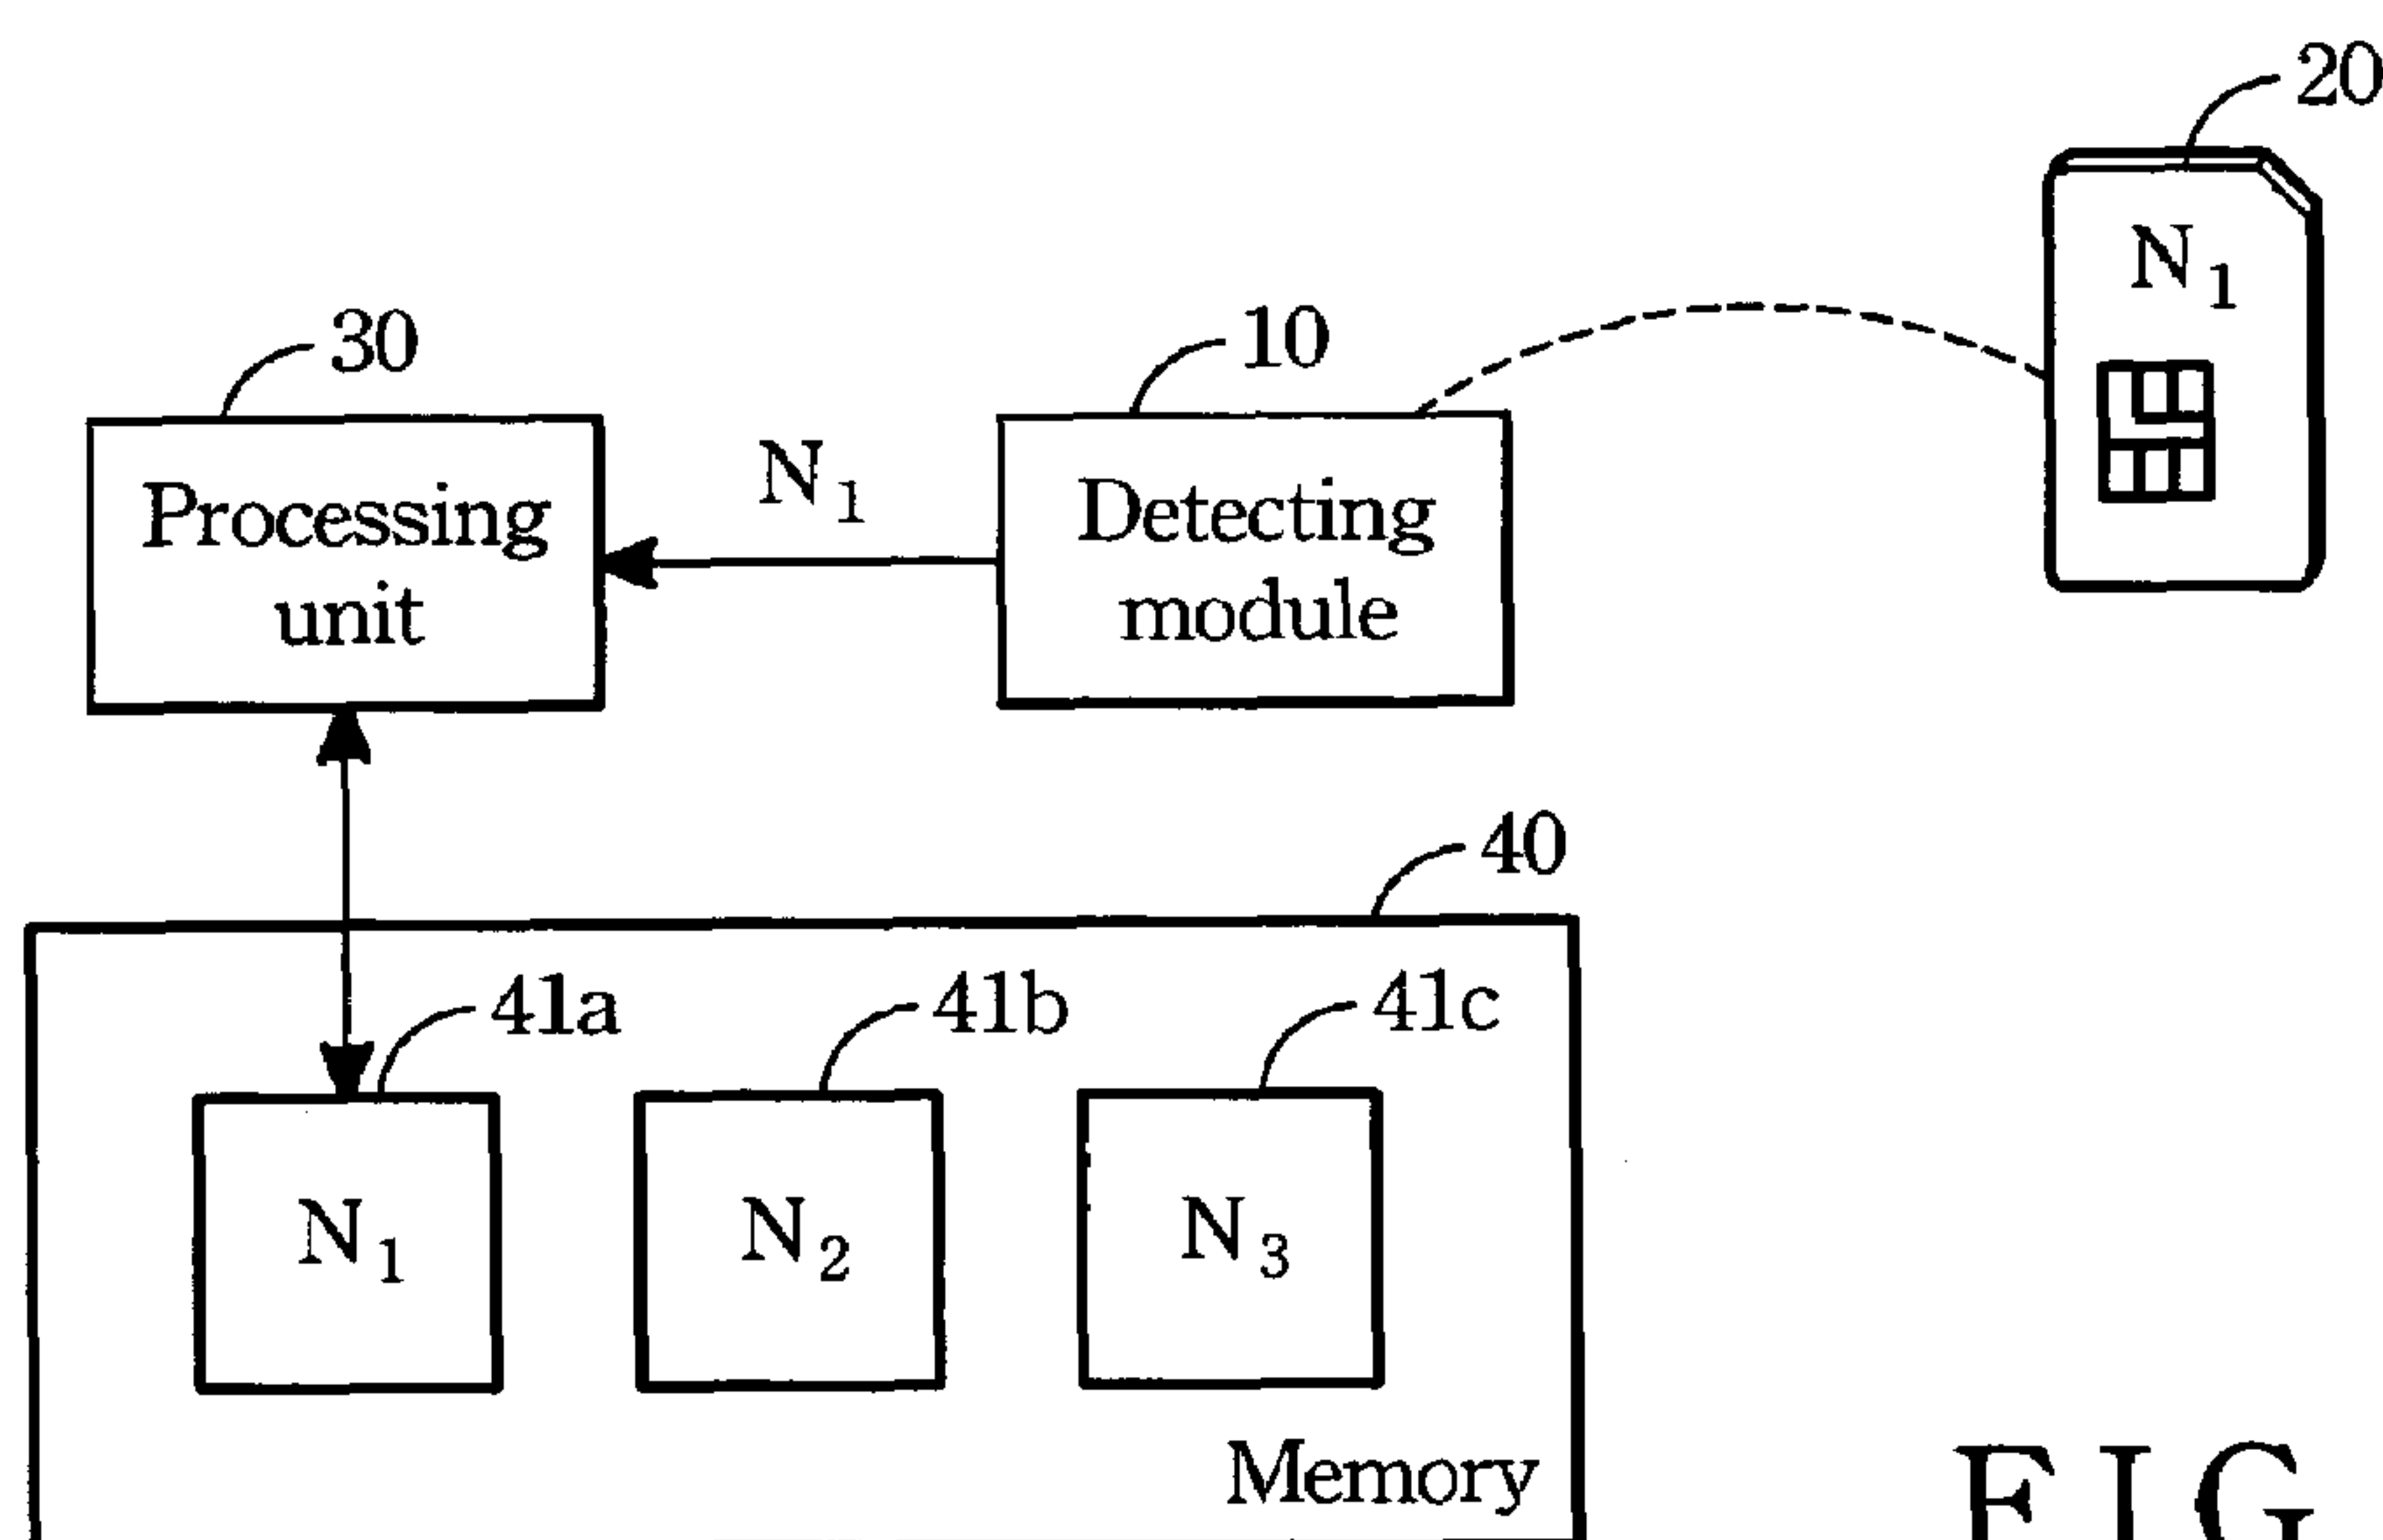 20
N1
30
10
N1
Processing
unit
Detecting
module
40
41a
41b
41c
N1
N2
N3
Memory
FIG